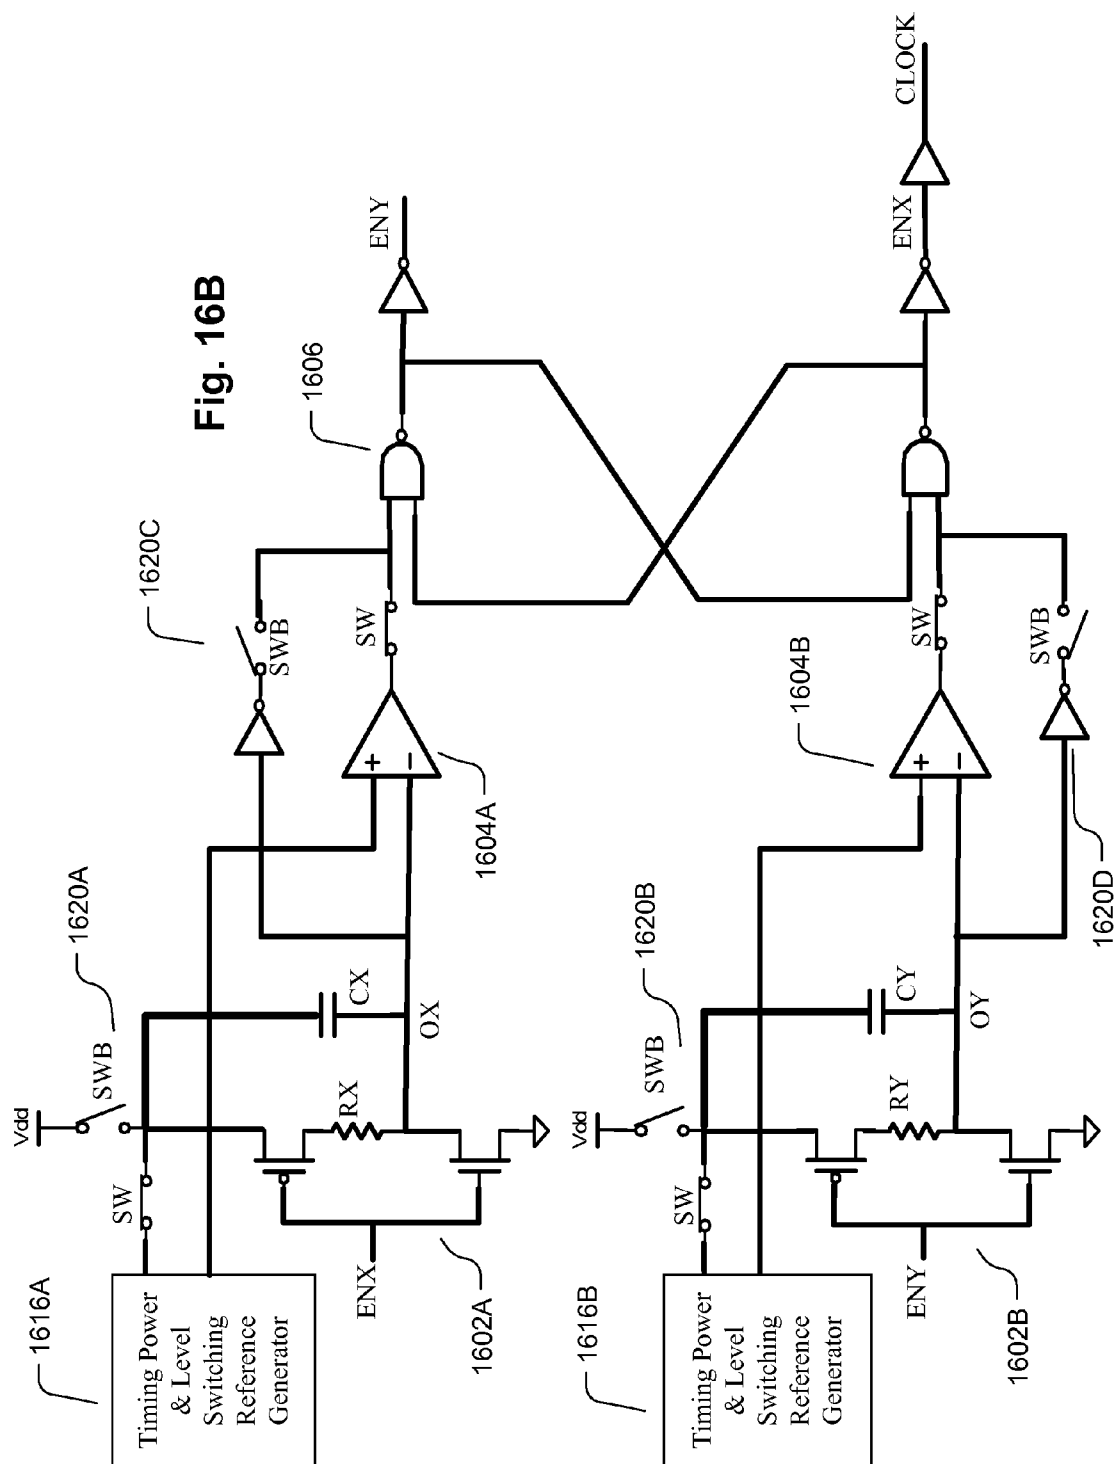 Fig. 16B
1616A
Timing Power
& Level
Switching
Reference
Generator
SW
Vdd
SWB
1620A
ENX
1602A
RX
CX
OX
1604A
+
−
SWB
1620C
SW
1606
ENY
1616B
Timing Power
& Level
Switching
Reference
Generator
SW
Vdd
SWB
1620B
ENY
1602B
RY
CY
OY
1604B
+
−
SW
SWB
1620D
ENX
CLOCK